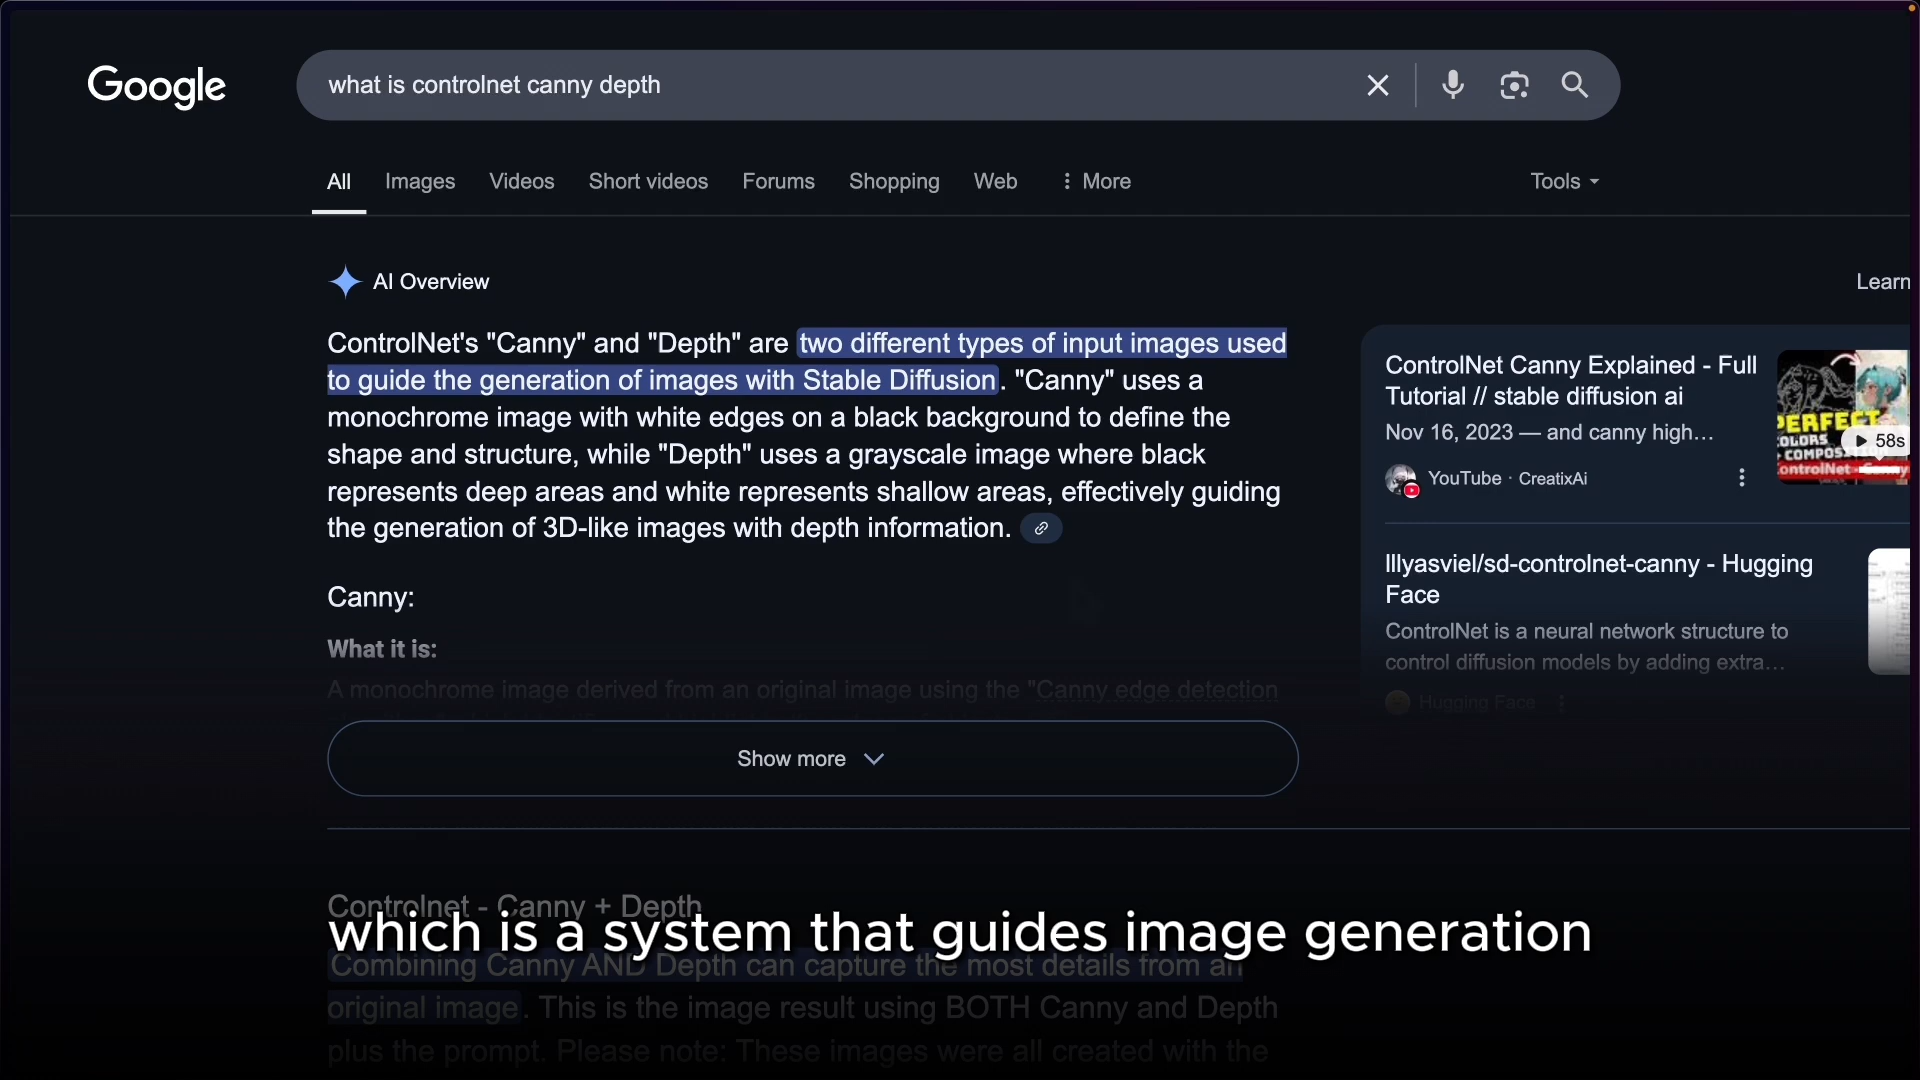 Google
what is controlnet canny depth
All Images Videos Short videos Forums Shopping Web More Tools
AI Overview
Learn
ControlNet's "Canny" and "Depth" are two different types of input images used
to guide the generation of images with Stable Diffusion. "Canny" uses a
monochrome image with white edges on a black background to define the
shape and structure, while "Depth" uses a grayscale image where black
represents deep areas and white represents shallow areas, effectively guiding
the generation of 3D-like images with depth information.
Canny:
What it is:
A monochrome image derived from an original image using the "Canny edge detection
Show more
ControlNet Canny Explained - Full
Tutorial // stable diffusion ai
Nov 16, 2023 — and canny high...
YouTube · CreatixAi
PERFECT
COLORS
+ COMPOSITION
58s
ControlNet - Canny
lllyasviel/sd-controlnet-canny - Hugging
Face
ControlNet is a neural network structure to
control diffusion models by adding extra...
Hugging Face
Controlnet - Canny + Depth
which is a system that guides image generation
Combining Canny AND Depth can capture the most details from an
original image. This is the image result using BOTH Canny and Depth
plus the prompt. Please note: These images were all created with the